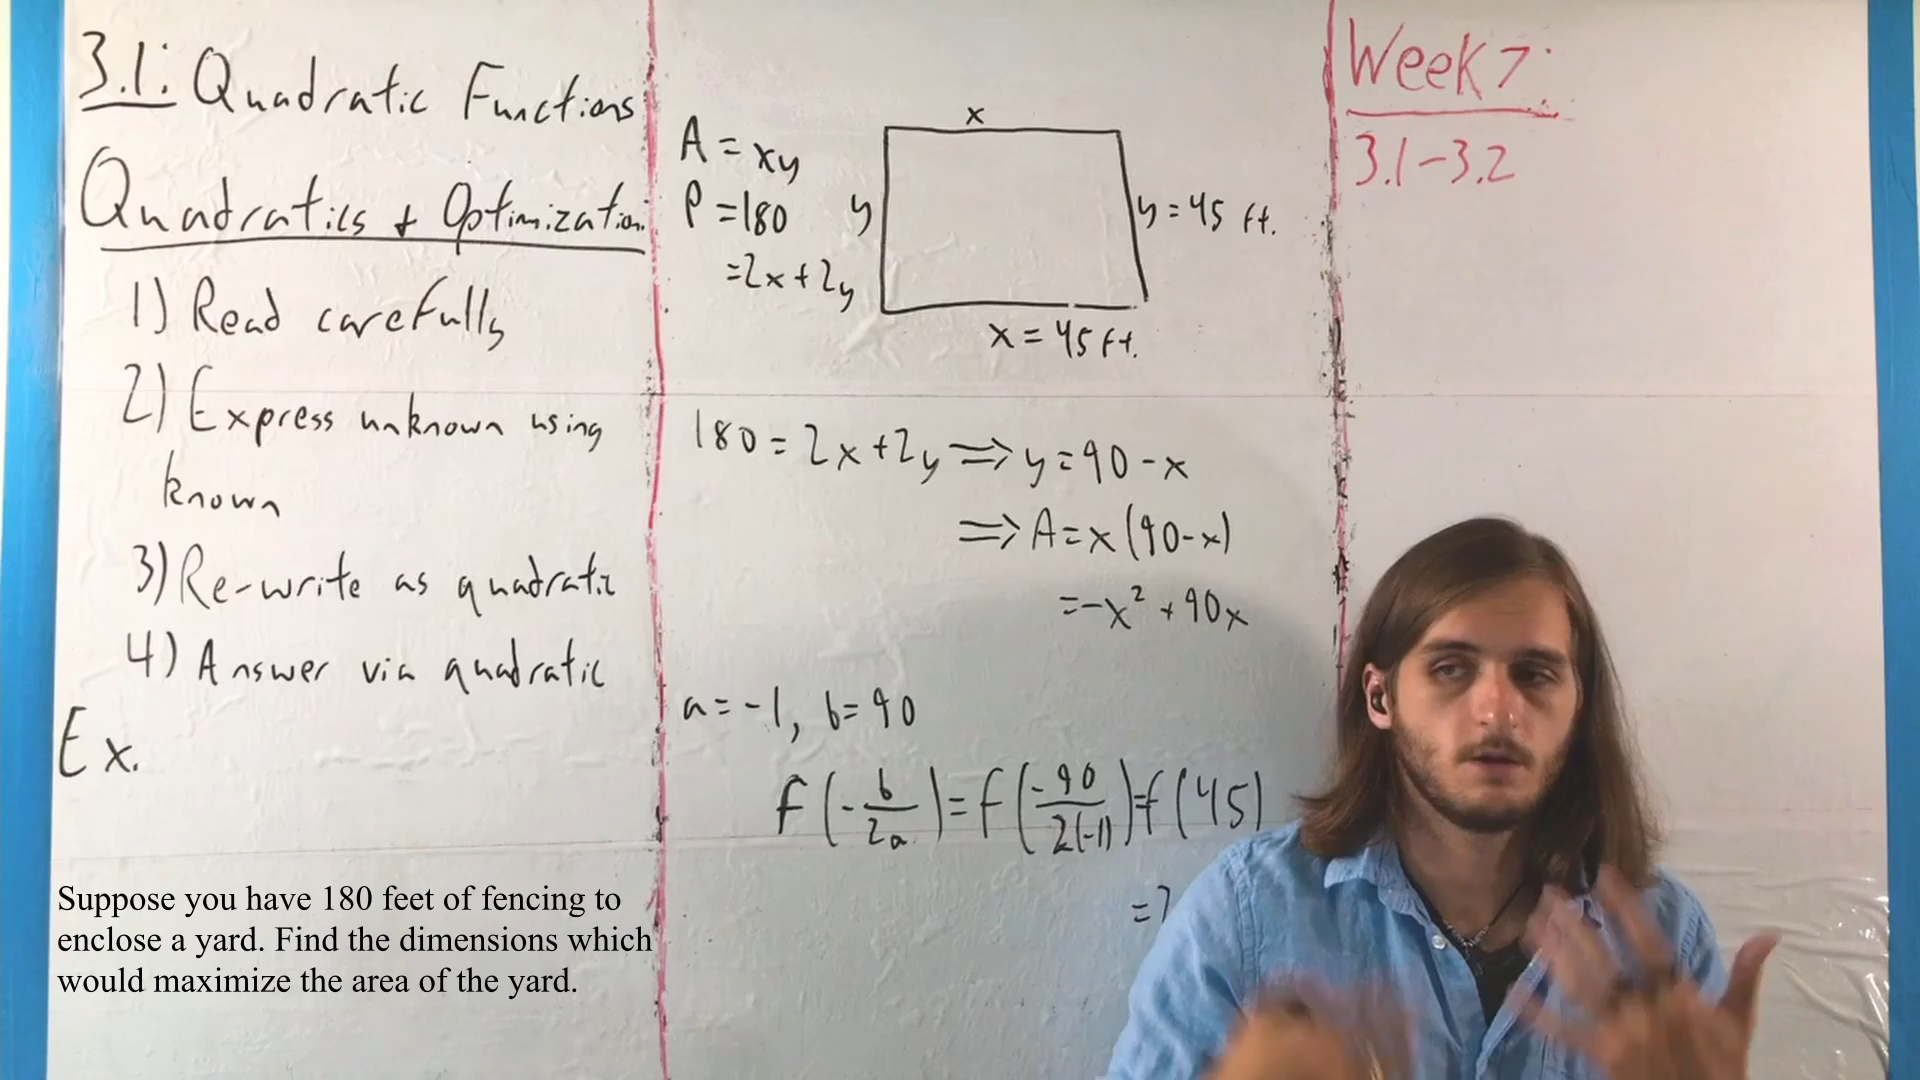 3.1: Quadratic Functions
Quadratics + Optimization:
1) Read carefully
2) Express unknown using
known
3) Re-write as quadratic
4) Answer via quadratic
Ex.
Suppose you have 180 feet of fencing to
enclose a yard. Find the dimensions which
would maximize the area of the yard.
A = xy
P = 180
= 2x + 2y
x
y
y = 45 ft.
x = 45 ft.
180 = 2x + 2y ⟹ y = 90 - x
⟹ A = x(90-x)
= -x² + 90x
a = -1, b = 90
f(-b/2a) = f(-90/2(-1)) = f(45)
=
Week 7:
3.1-3.2